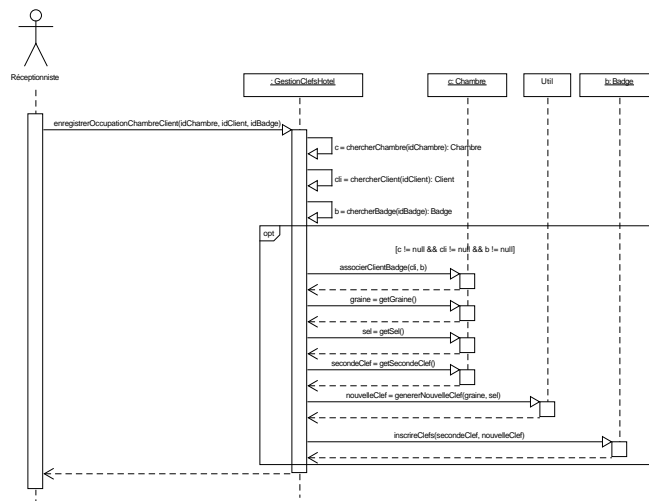 Réceptionniste
: GestionClefsHotel
c: Chambre
Util
b: Badge
enregistrerOccupationChambreClient(idChambre, idClient, idBadge)
c = chercherChambre(idChambre): Chambre
cli = chercherClient(idClient): Client
b = chercherBadge(idBadge): Badge
opt
[c != null && cli != null && b != null]
associerClientBadge(cli, b)
graine = getGraine()
sel = getSel()
secondeClef = getSecondeClef()
nouvelleClef = genererNouvelleClef(graine, sel)
inscrireClefs(secondeClef, nouvelleClef)